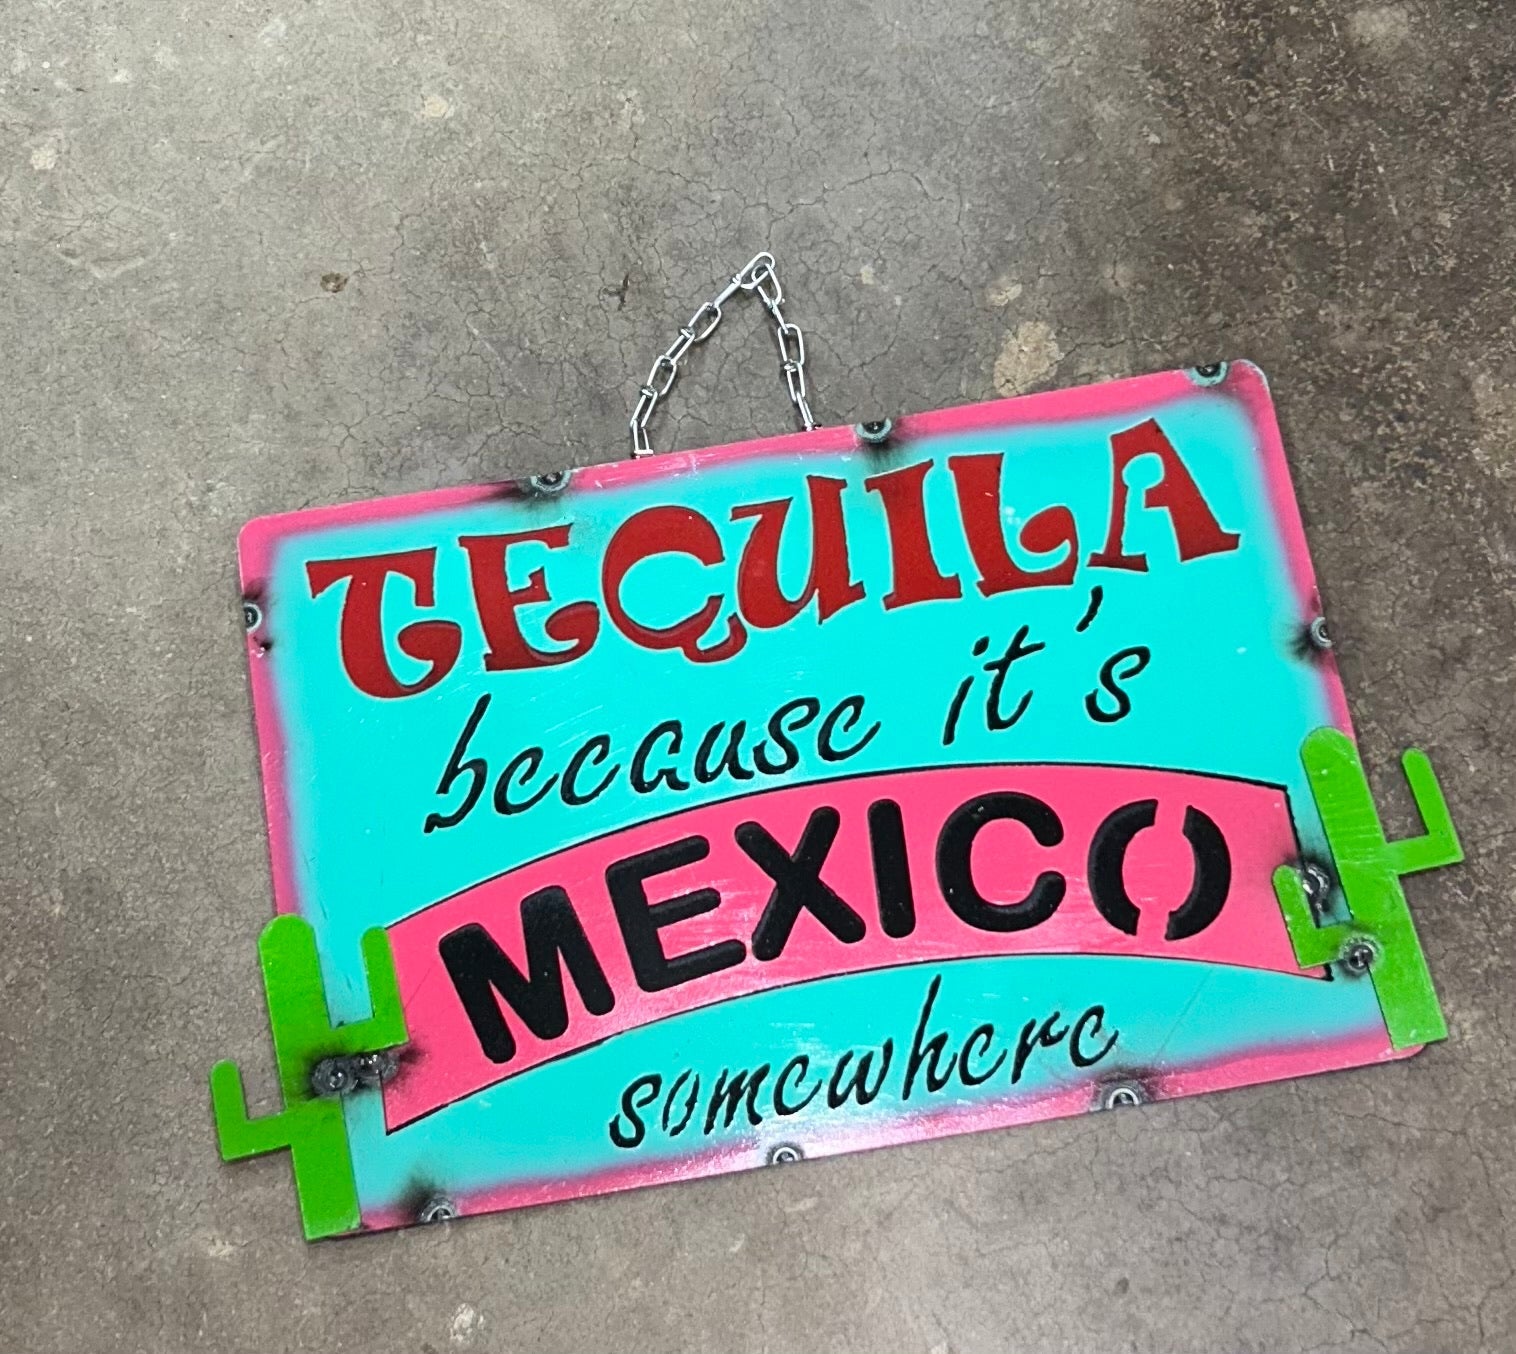 TEQUILA
because it's
MEXICO
somewhere